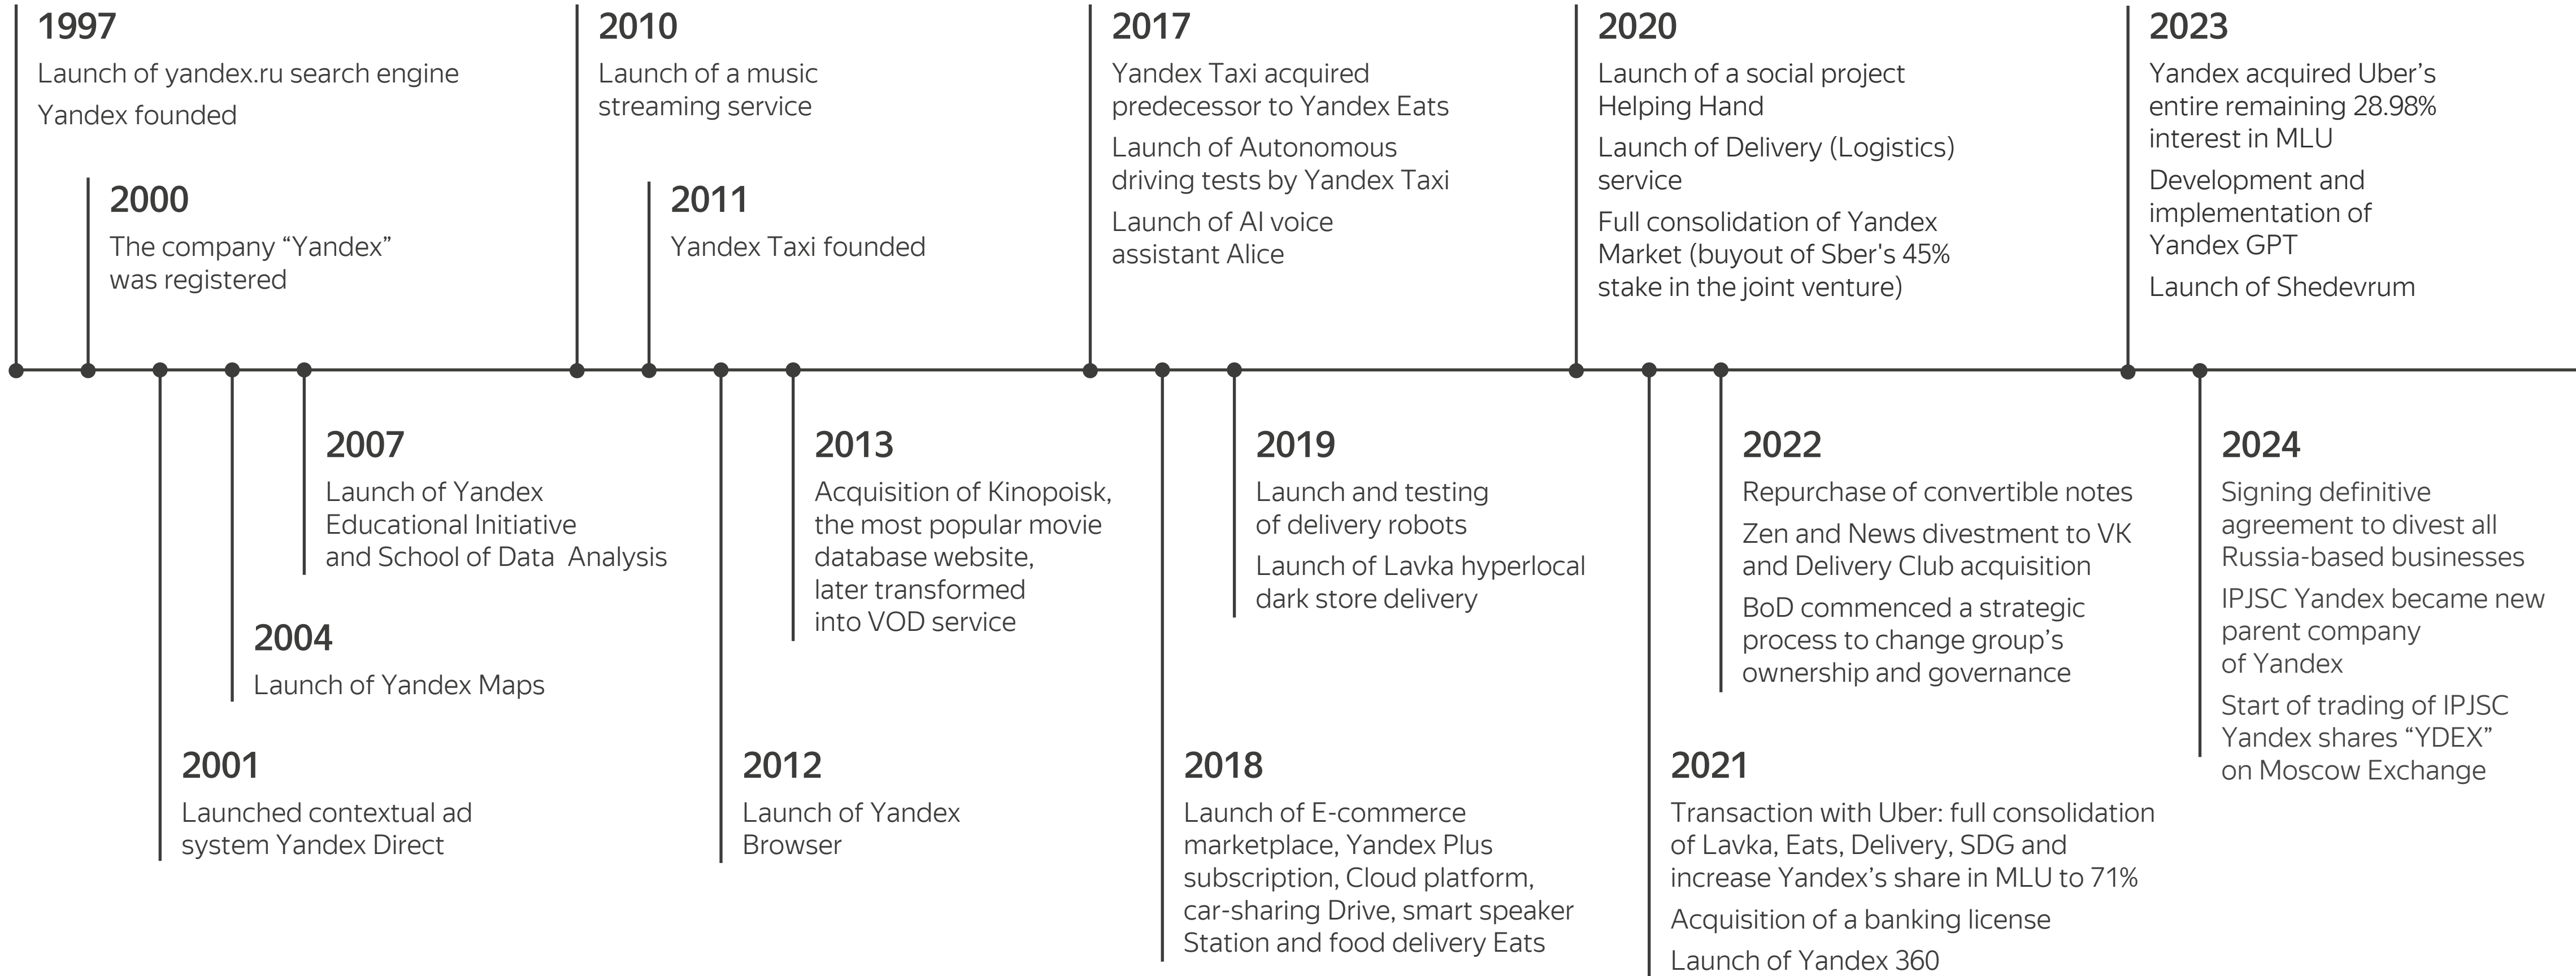 1997
Launch of yandex.ru search engine
Yandex founded
2000
The company “Yandex”
was registered
2001
Launched contextual ad
system Yandex Direct
2004
Launch of Yandex Maps
2007
Launch of Yandex
Educational Initiative
and School of Data  Analysis
2010
Launch of a music
streaming service
2011
Yandex Taxi founded
2012
Launch of Yandex
Browser
2013
Acquisition of Kinopoisk,
the most popular movie
database website,
later transformed
into VOD service
2017
Yandex Taxi acquired
predecessor to Yandex Eats
Launch of Autonomous
driving tests by Yandex Taxi
Launch of AI voice
assistant Alice
2018
Launch of E-commerce
marketplace, Yandex Plus
subscription, Cloud platform,
car-sharing Drive, smart speaker
Station and food delivery Eats
2019
Launch and testing
of delivery robots
Launch of Lavka hyperlocal
dark store delivery
2020
Launch of a social project
Helping Hand
Launch of Delivery (Logistics)
service
Full consolidation of Yandex
Market (buyout of Sber's 45%
stake in the joint venture)
2021
Transaction with Uber: full consolidation
of Lavka, Eats, Delivery, SDG and
increase Yandex’s share in MLU to 71%
Acquisition of a banking license
Launch of Yandex 360
2022
Repurchase of convertible notes
Zen and News divestment to VK
and Delivery Club acquisition
BoD commenced a strategic
process to change group’s
ownership and governance
2023
Yandex acquired Uber’s
entire remaining 28.98%
interest in MLU
Development and
implementation of
Yandex GPT
Launch of Shedevrum
2024
Signing definitive
agreement to divest all
Russia-based businesses
IPJSC Yandex became new
parent company
of Yandex
Start of trading of IPJSC
Yandex shares “YDEX”
on Moscow Exchange